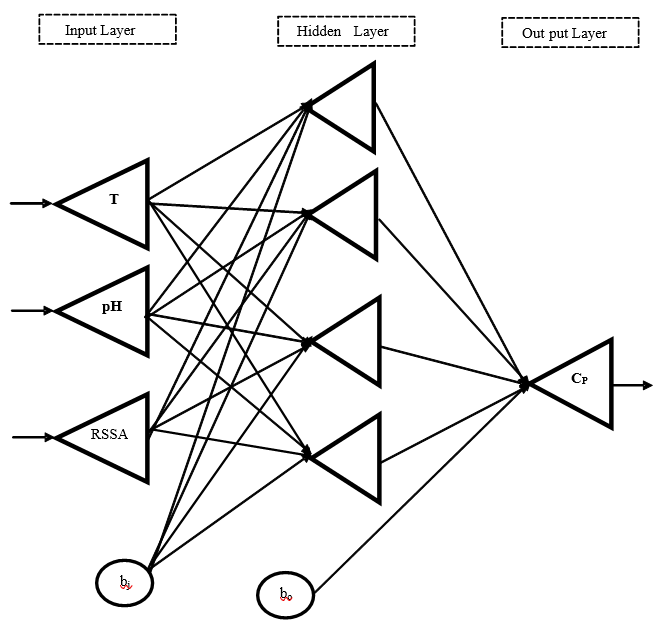 Input Layer
Hidden Layer
Out put Layer
T
pH
RSSA
CP
bi
bo